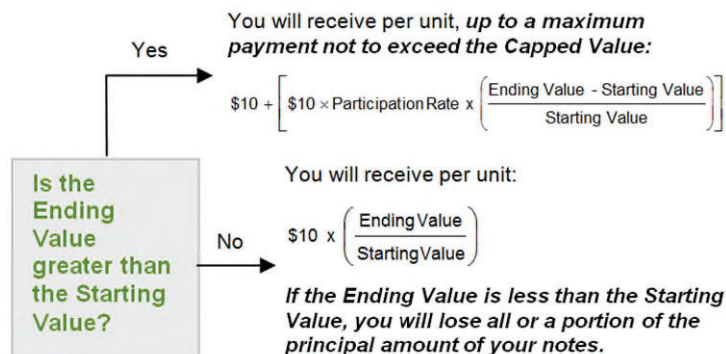 You will receive per unit, up to a maximum
payment not to exceed the Capped Value:
Yes
$10 + [ $10 × Participation Rate x ( Ending Value - Starting Value / Starting Value ) ]
Is the
Ending
Value
greater than
the Starting
Value?
No
You will receive per unit:
$10 x ( Ending Value / Starting Value )
If the Ending Value is less than the Starting
Value, you will lose all or a portion of the
principal amount of your notes.